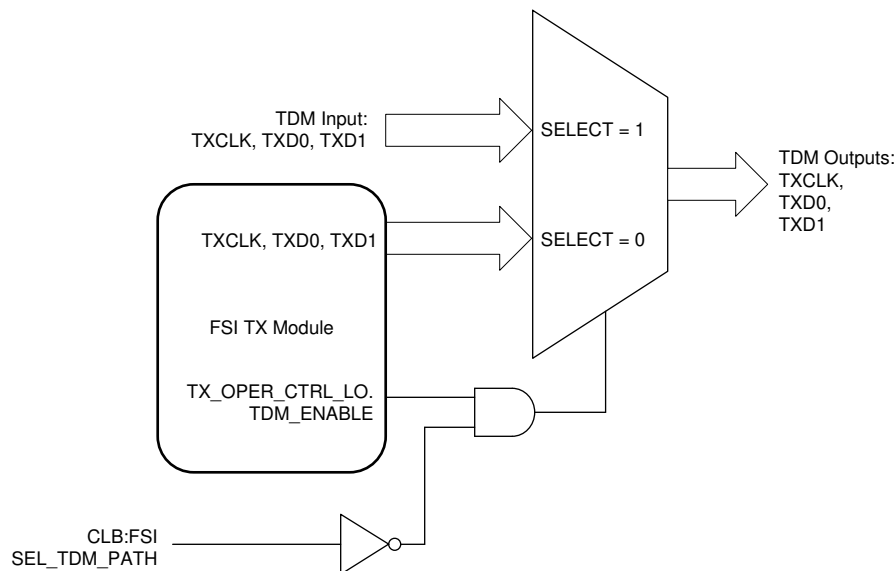 TDM Input:
TXCLK, TXD0, TXD1
SELECT = 1
TDM Outputs:
TXCLK,
TXD0,
TXD1
TXCLK, TXD0, TXD1
SELECT = 0
FSI TX Module
TX_OPER_CTRL_LO.
TDM_ENABLE
CLB:FSI
SEL_TDM_PATH